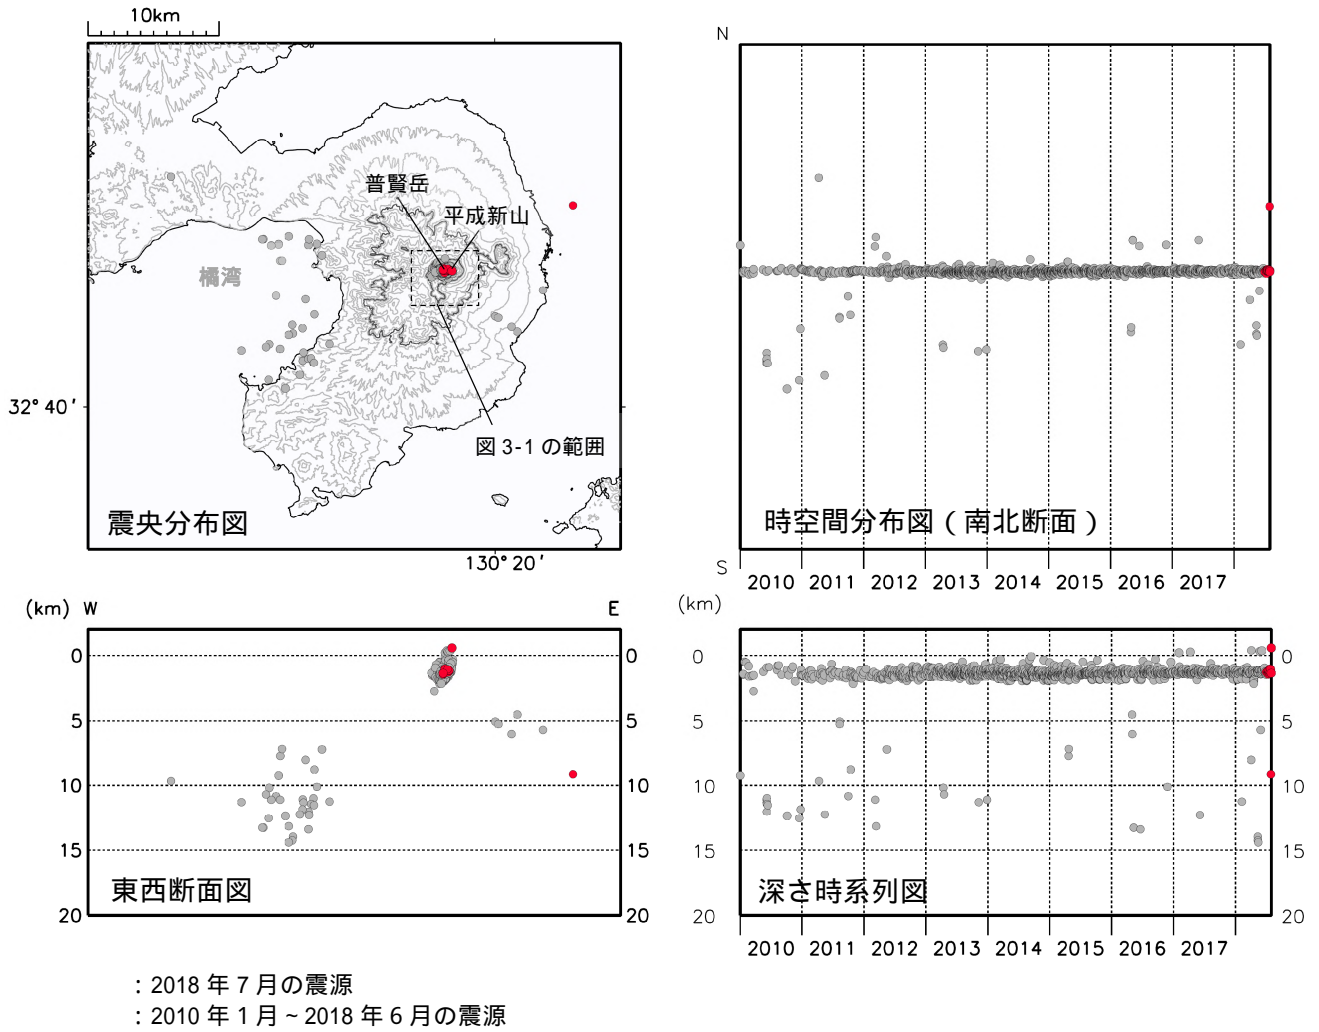 10km
普賢岳
平成新山
橘湾
32°40′
図 3-1 の範囲
震央分布図
130°20′
N
時空間分布図（南北断面）
S
2010 2011 2012 2013 2014 2015 2016 2017
(km) W E
0 0
5 5
10 10
15 15
20 20
東西断面図
(km)
0 0
5 5
10 10
15 15
20 20
深さ時系列図
2010 2011 2012 2013 2014 2015 2016 2017
：2018 年 7 月の震源
：2010 年 1 月～2018 年 6 月の震源